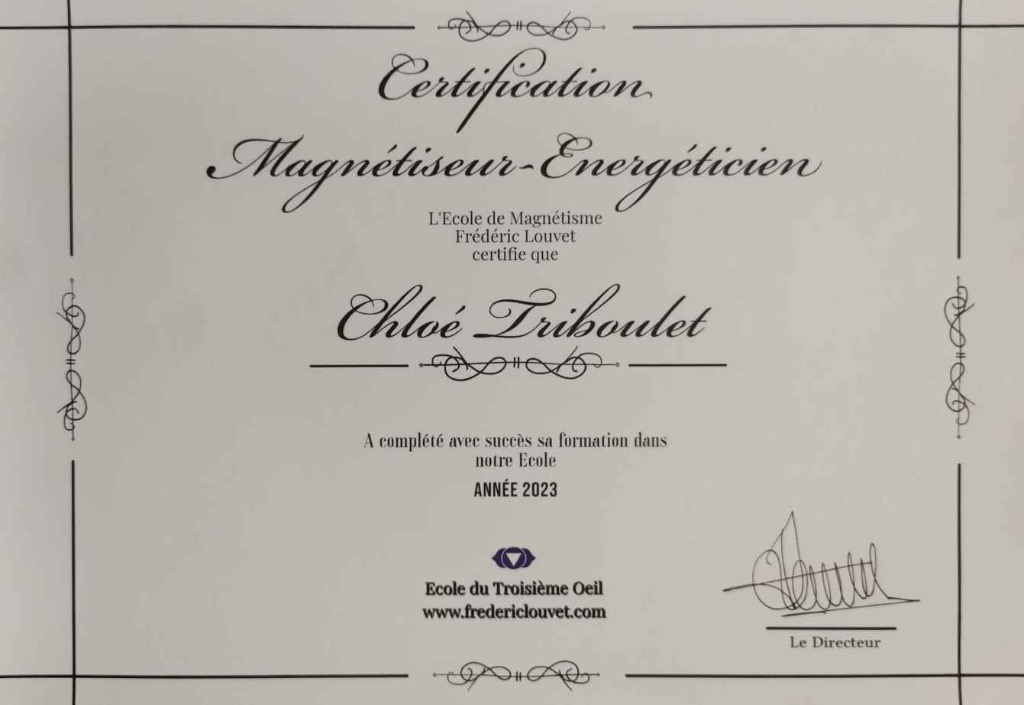 Certification
Magnétiseur-Energéticien
L'Ecole de Magnétisme
Frédéric Louvet
certifie que
Chloé Triboulet
A complété avec succès sa formation dans
notre Ecole
ANNÉE 2023
Ecole du Troisième Oeil
www.fredericlouvet.com
Le Directeur